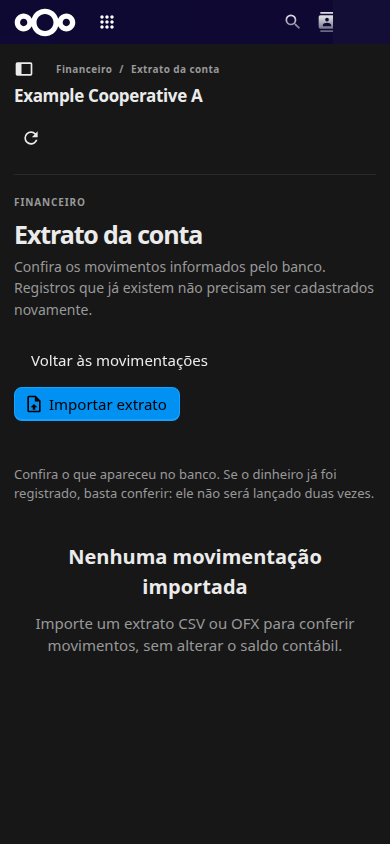 Financeiro / Extrato da conta
Example Cooperative A
FINANCEIRO
Extrato da conta
Confira os movimentos informados pelo banco.
Registros que já existem não precisam ser cadastrados
novamente.
Voltar às movimentações
Importar extrato
Confira o que apareceu no banco. Se o dinheiro já foi
registrado, basta conferir: ele não será lançado duas vezes.
Nenhuma movimentação
importada
Importe um extrato CSV ou OFX para conferir
movimentos, sem alterar o saldo contábil.